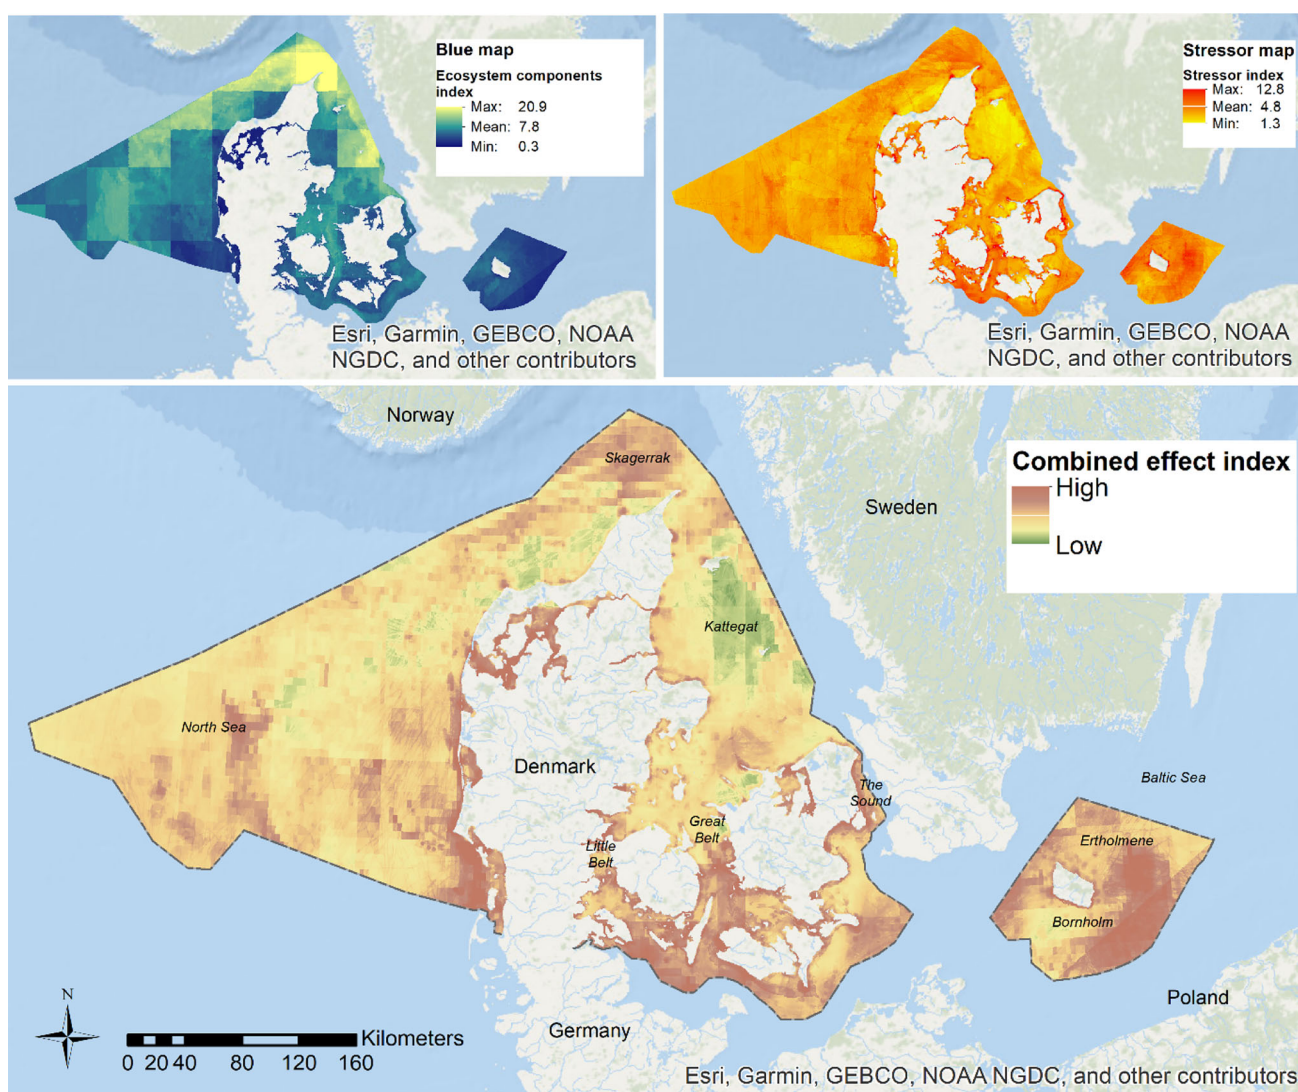 Blue map
Ecosystem components
index
Max: 20.9
Mean: 7.8
Min: 0.3
Esri, Garmin, GEBCO, NOAA
NGDC, and other contributors
Stressor map
Stressor index
Max: 12.8
Mean: 4.8
Min: 1.3
Esri, Garmin, GEBCO, NOAA
NGDC, and other contributors
Norway
Skagerrak
Combined effect index
High
Low
Sweden
Kattegat
North Sea
Denmark
Baltic Sea
The
Sound
Great
Belt
Little
Belt
Ertholmene
Bornholm
Poland
Germany
N
Kilometers
0 20 40 80 120 160
Esri, Garmin, GEBCO, NOAA NGDC, and other contributors